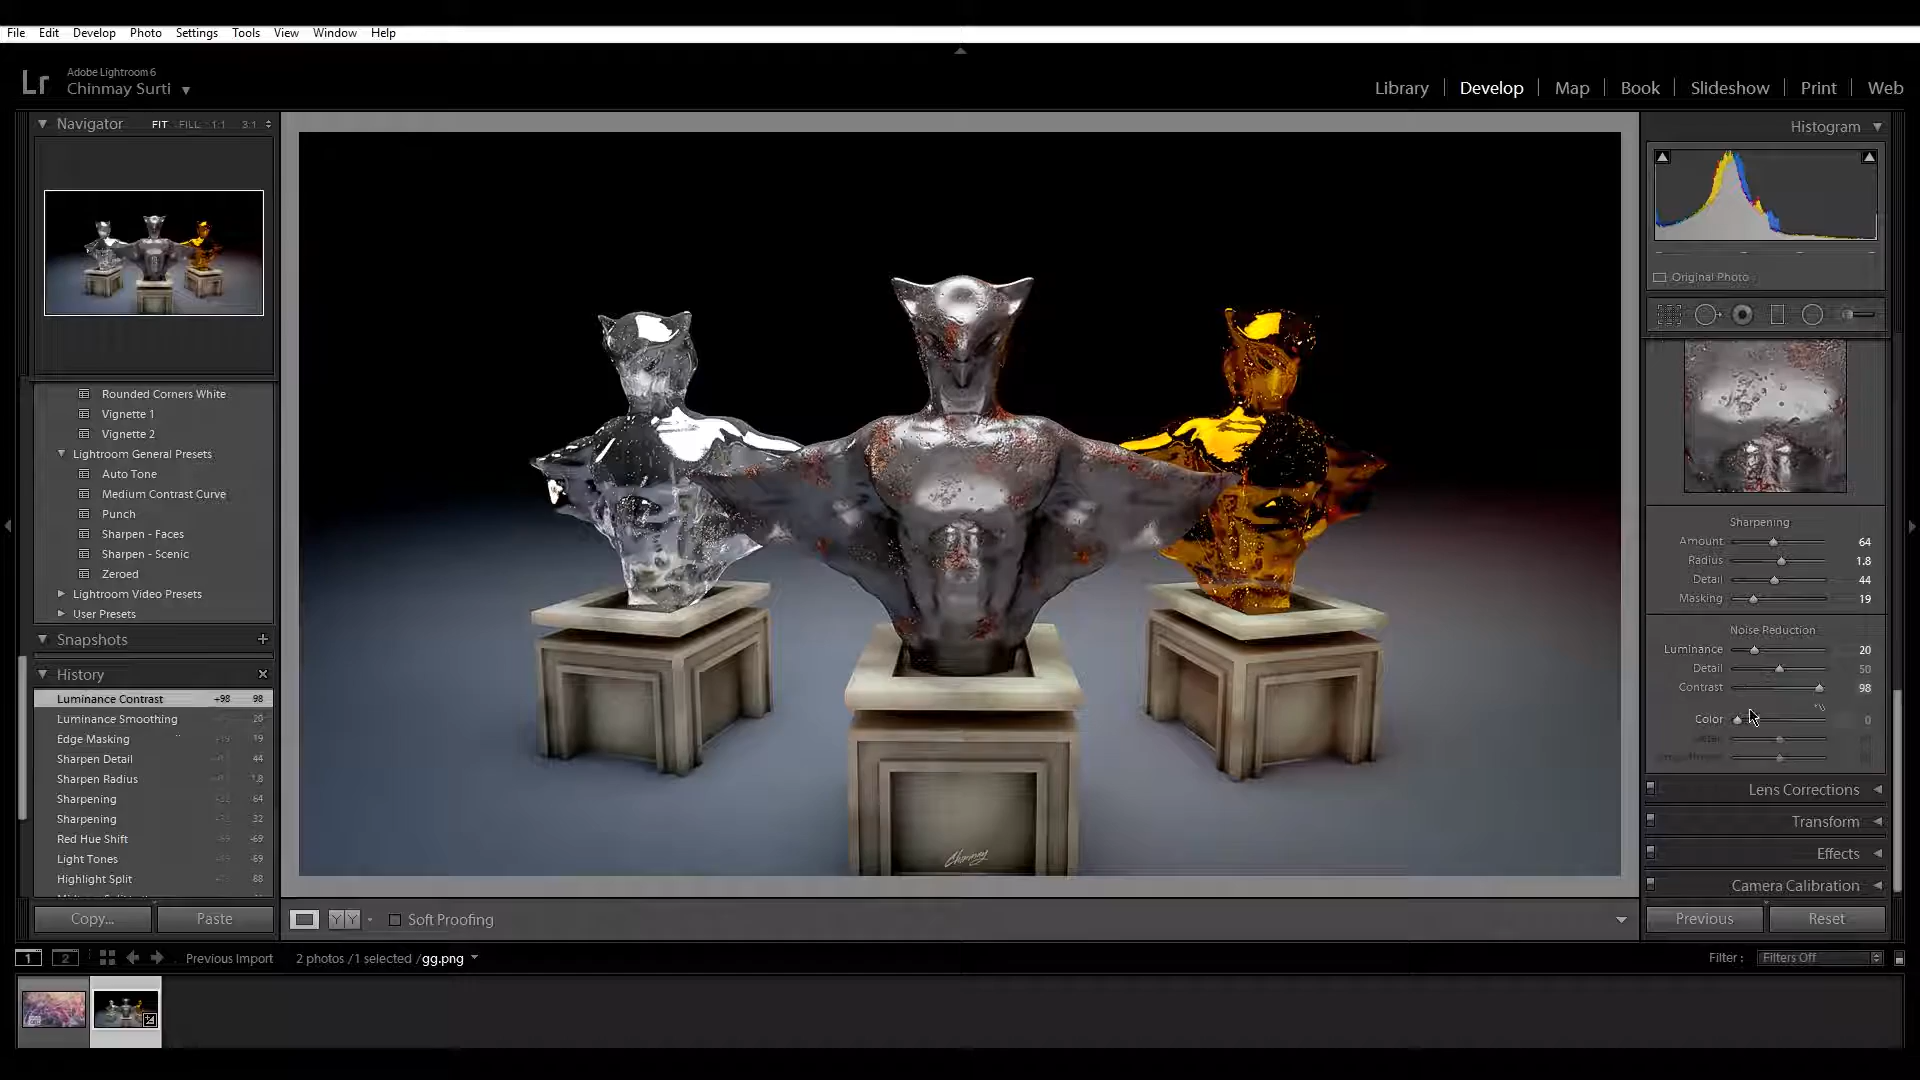 File Edit Develop Photo Settings Tools View Window Help
Lr
Adobe Lightroom 6
Chinmay Surti
Library Develop Map Book Slideshow Print Web
Navigator FIT FILL 1:1 3:1
Rounded Corners White
Vignette 1
Vignette 2
Lightroom General Presets
Auto Tone
Medium Contrast Curve
Punch
Sharpen - Faces
Sharpen - Scenic
Zeroed
Lightroom Video Presets
User Presets
Snapshots
History
Luminance Contrast +98 98
Luminance Smoothing 20
Edge Masking 19
Sharpen Detail 44
Sharpen Radius 1.8
Sharpening 64
Sharpening 32
Red Hue Shift -69 -69
Light Tones -69 -69
Highlight Split 88
Copy... Paste
Chinmay
YY Soft Proofing
Histogram
Original Photo
Sharpening
Amount 64
Radius 1.8
Detail 44
Masking 19
Noise Reduction
Luminance 20
Detail 50
Contrast 98
Color 0
Lens Corrections
Transform
Effects
Camera Calibration
Previous Reset
1 2 Previous Import 2 photos / 1 selected / gg.png
Filter : Filters Off